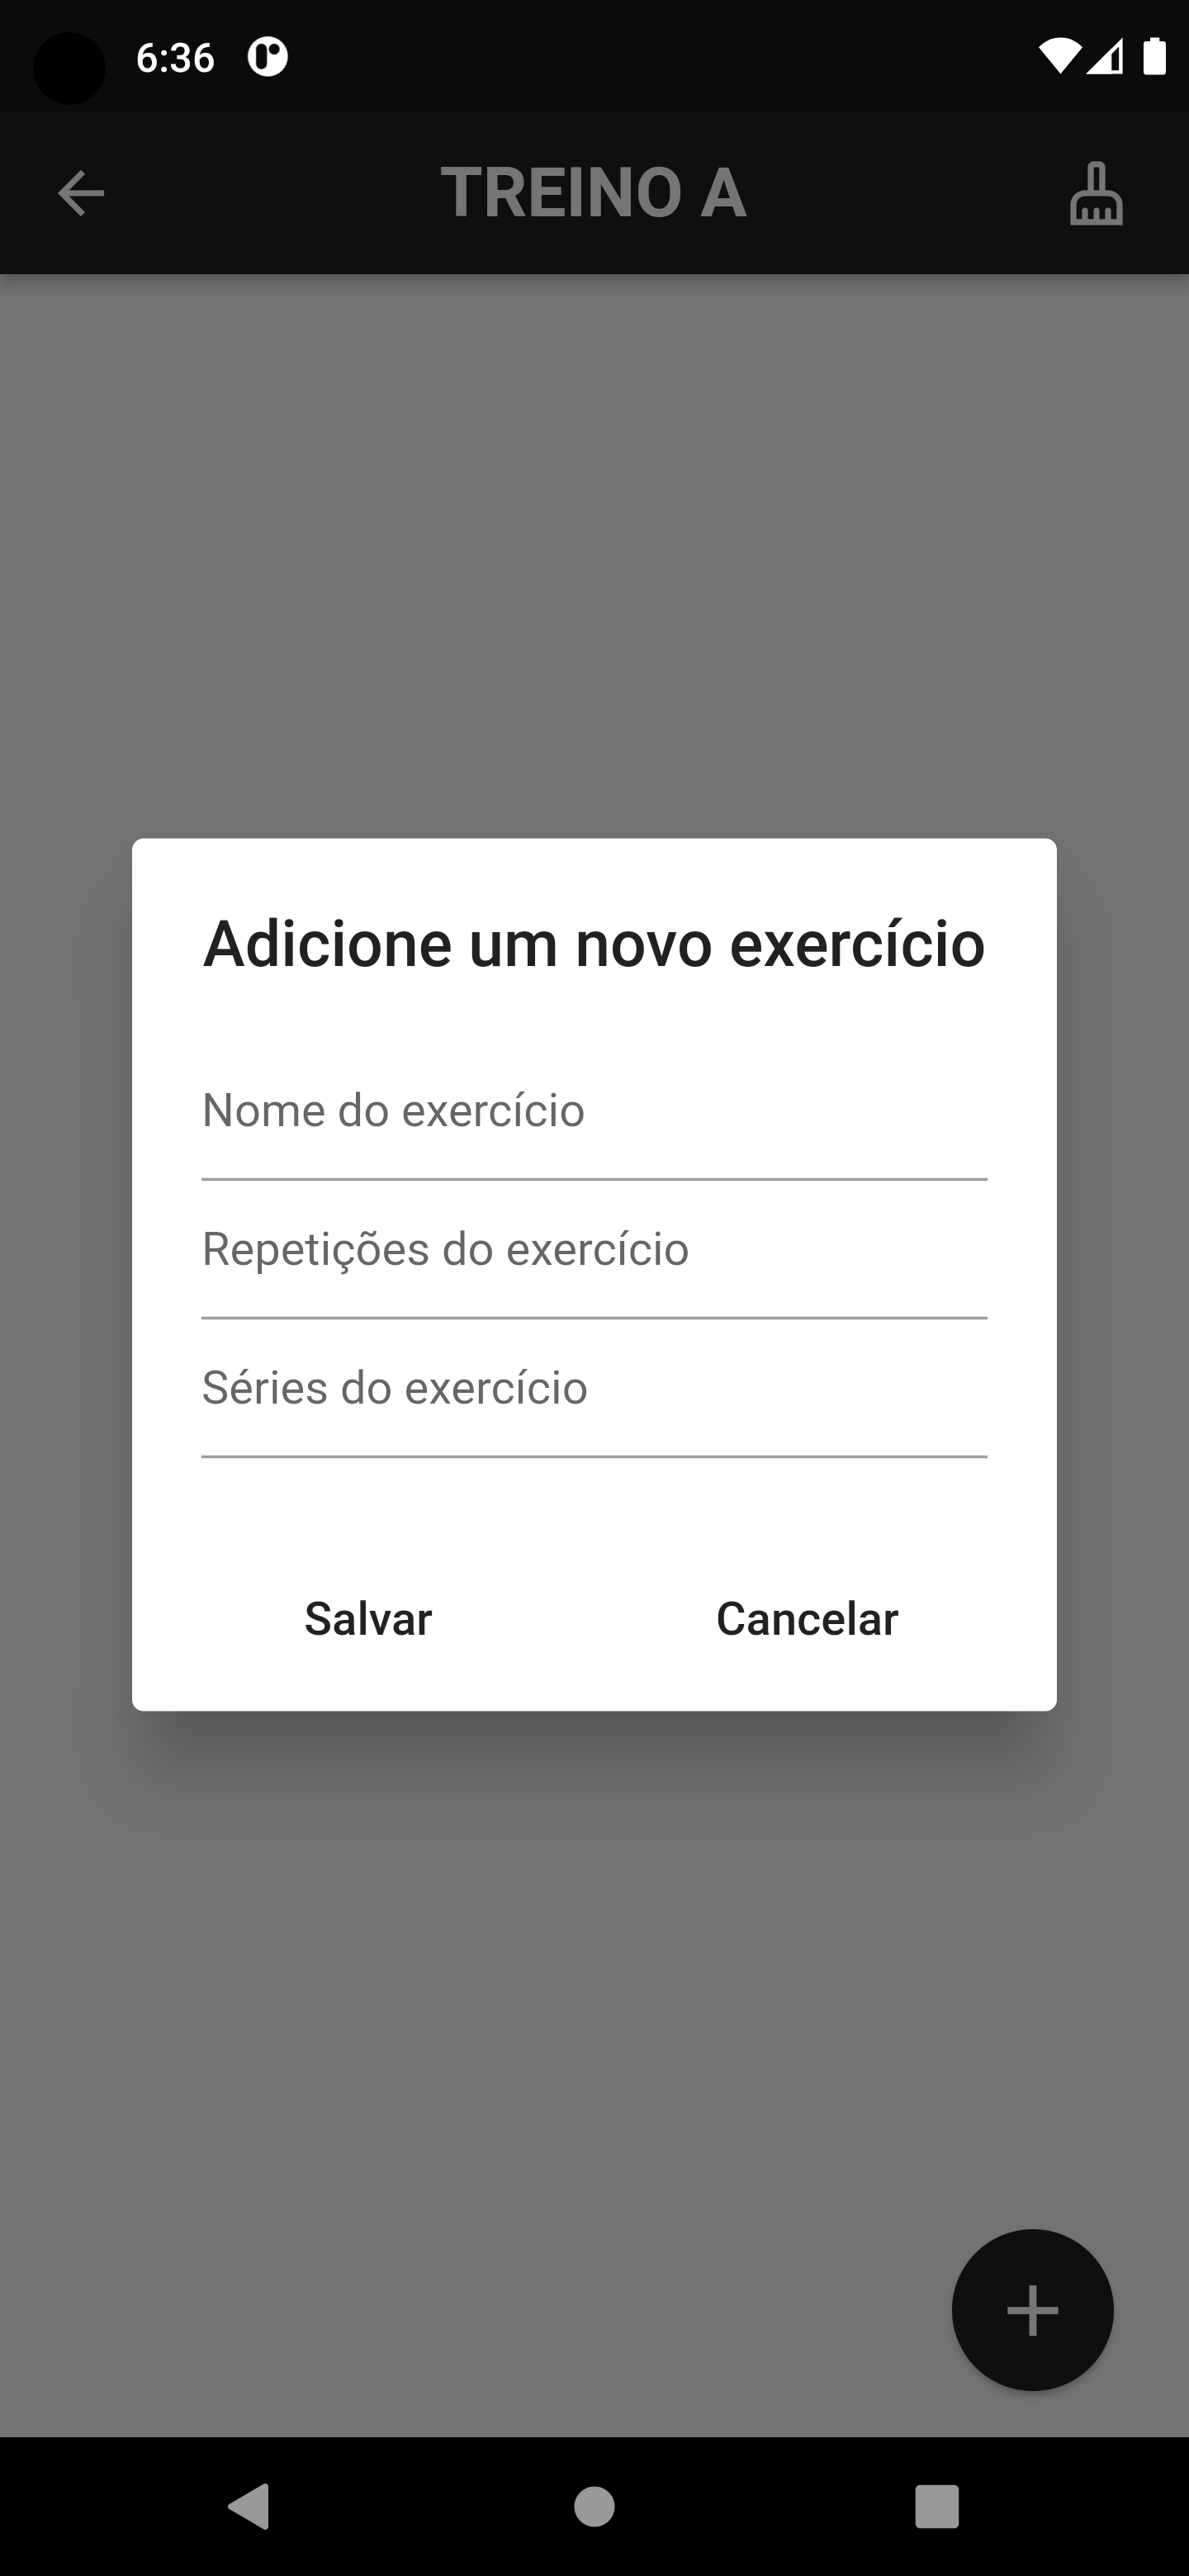 6:36
TREINO A
Adicione um novo exercício
Nome do exercício
Repetições do exercício
Séries do exercício
Salvar Cancelar